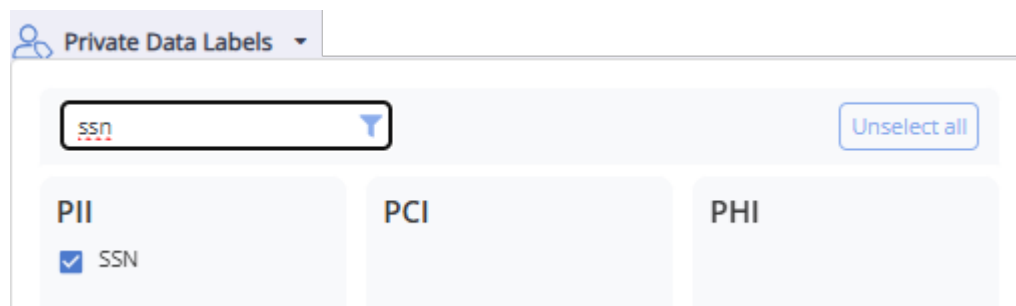 Private Data Labels
ssn
Unselect all
PII
PCI
PHI
SSN